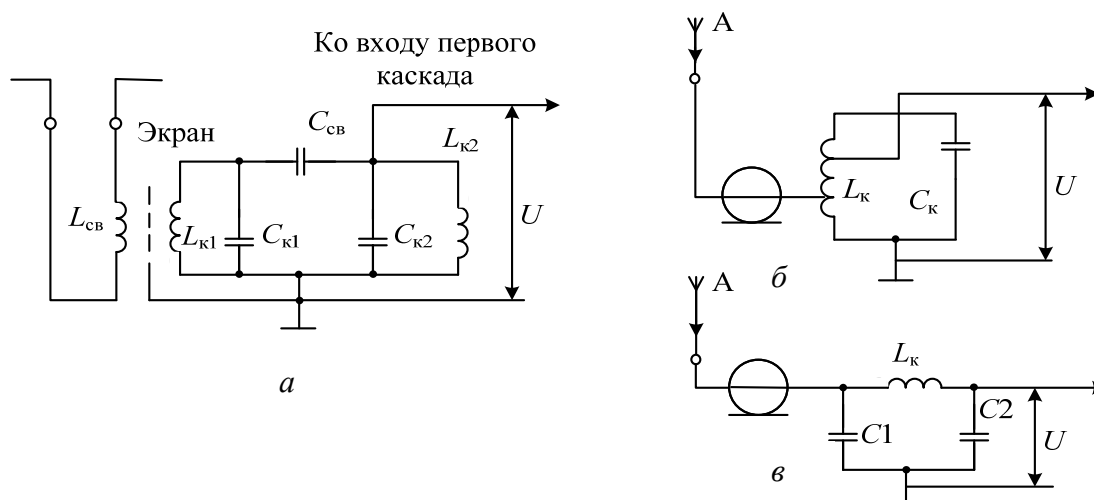 Ко входу первого
каскада
Экран
Cсв
Lк2
Lсв
Lк1
Cк1
Cк2
U
а
A
Lк
Cк
U
б
A
Lк
C1
C2
U
в